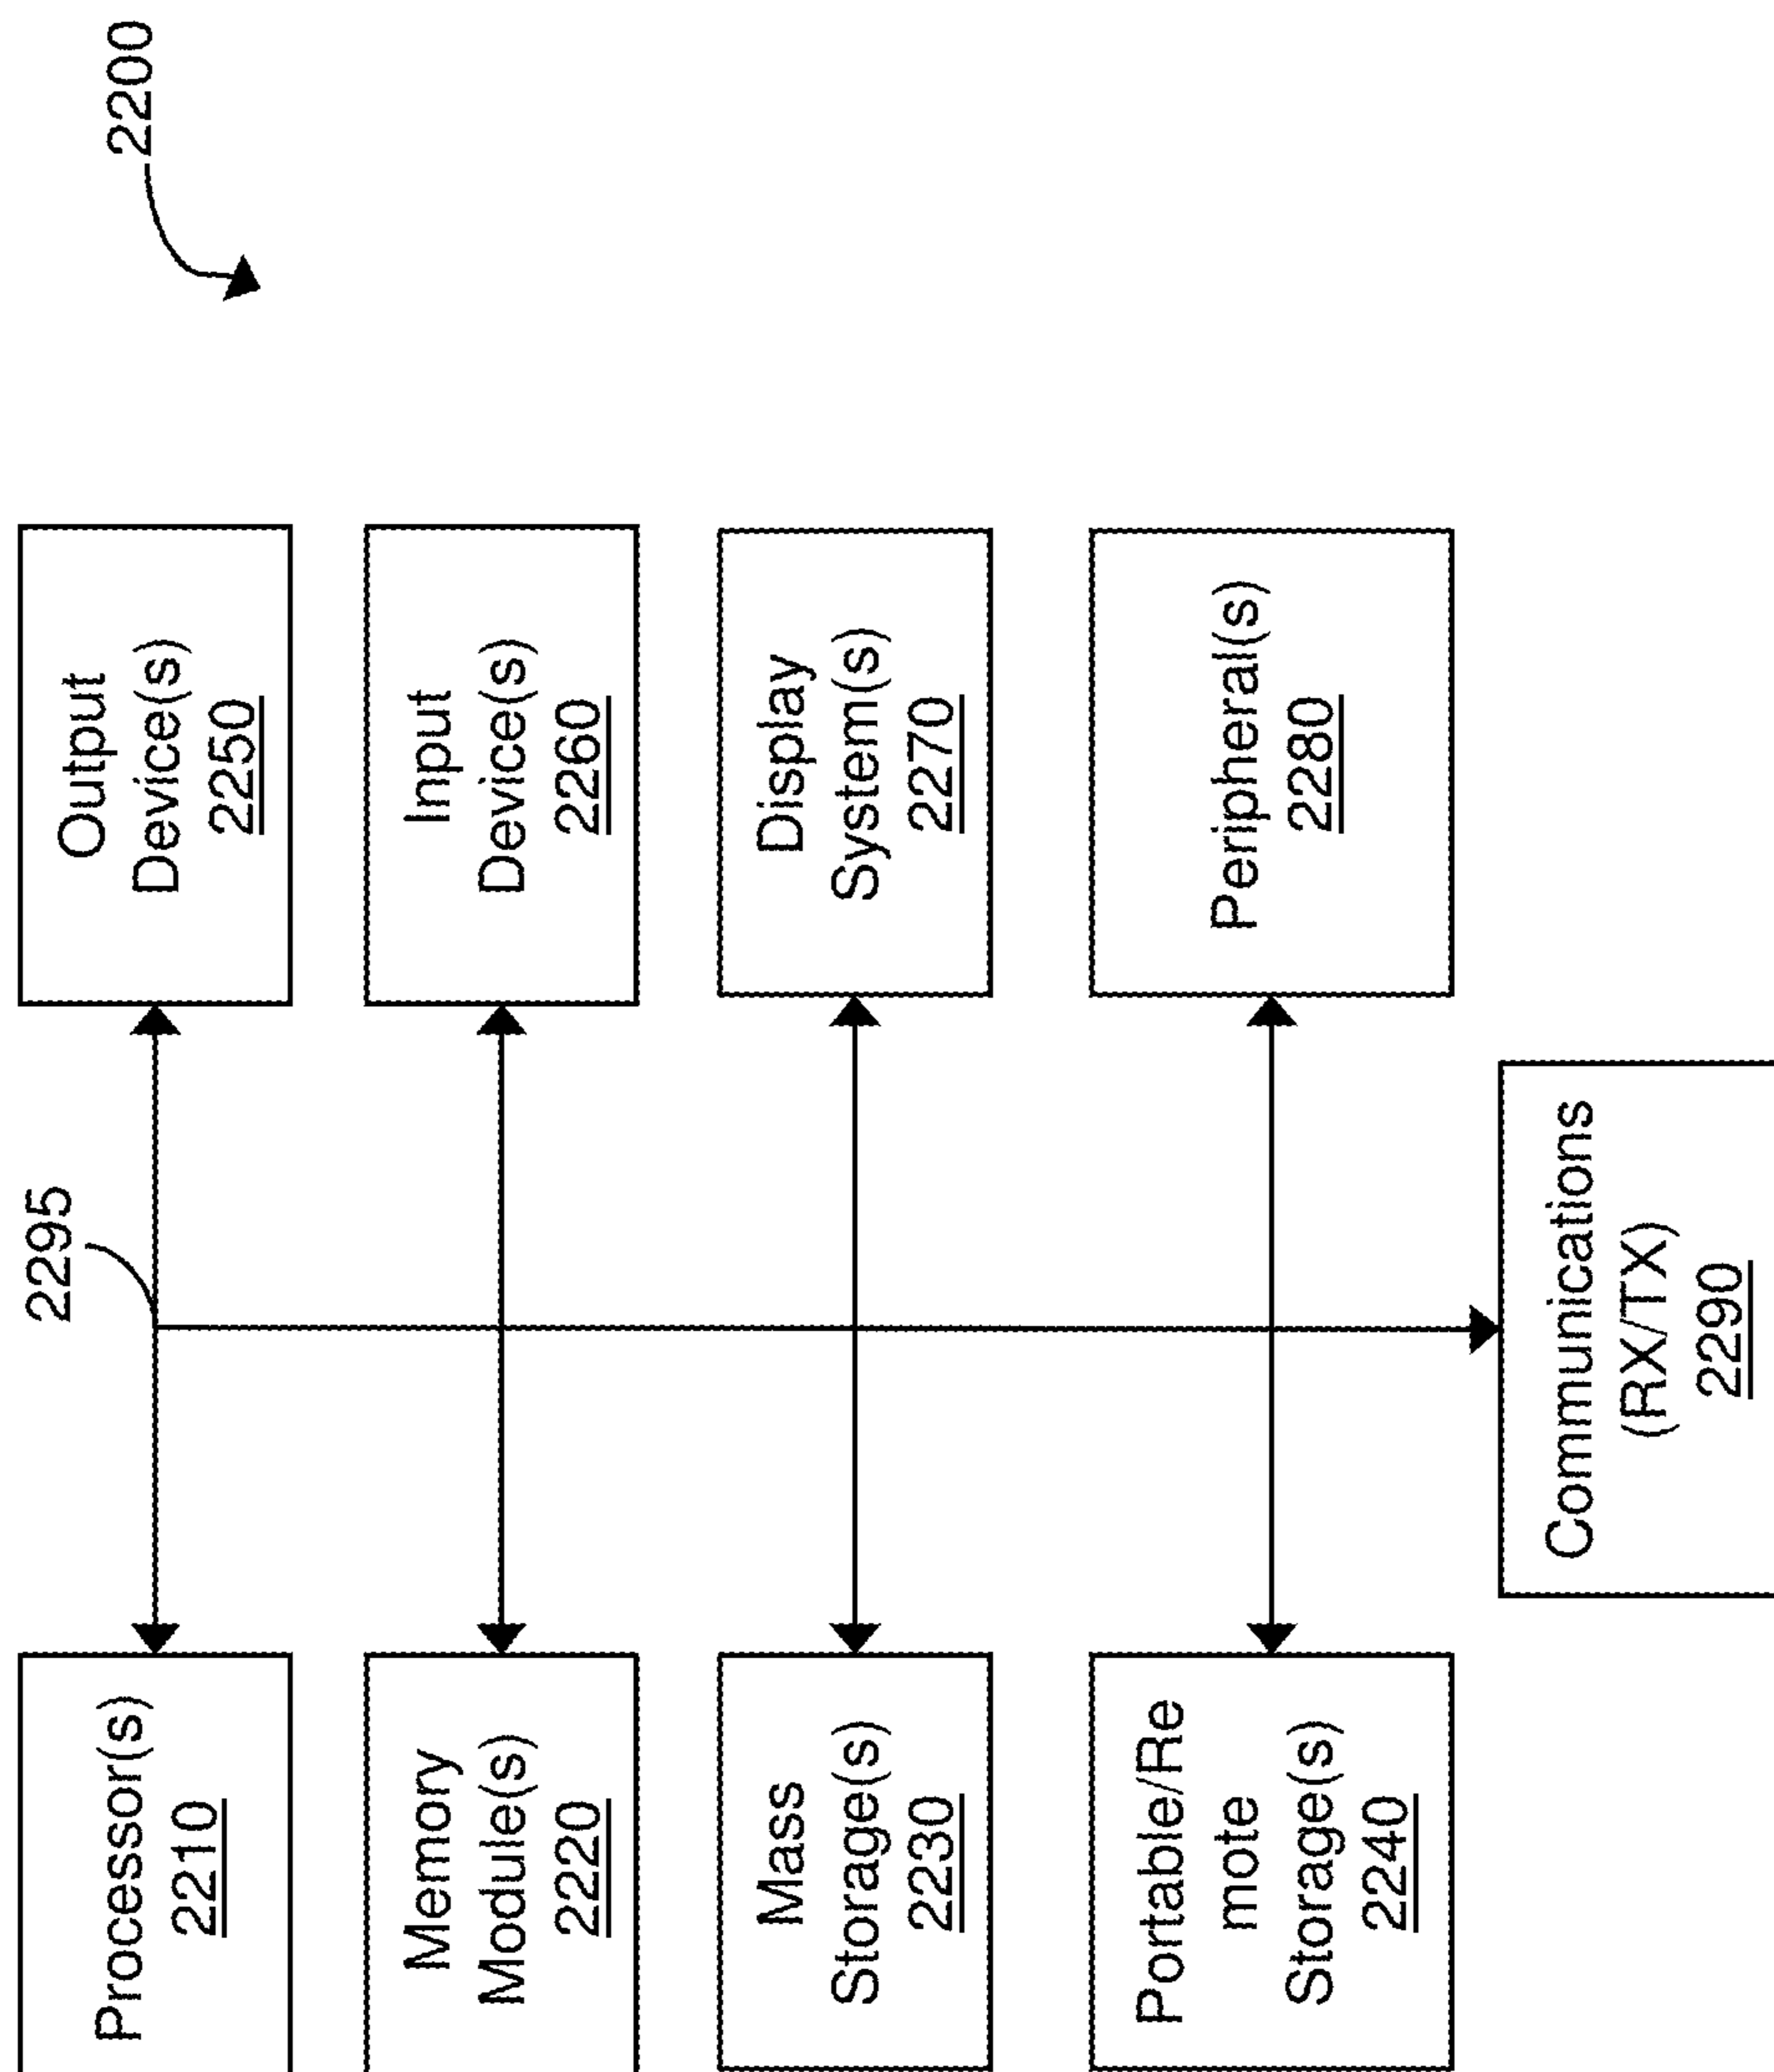 2200
2295
Processor(s)
2210
Output
Device(s)
2250
Memory
Module(s)
2220
Input
Device(s)
2260
Mass
Storage(s)
2230
Display
System(s)
2270
Portable/Re
mote
Storage(s)
2240
Peripheral(s)
2280
Communications
(RX/TX)
2290